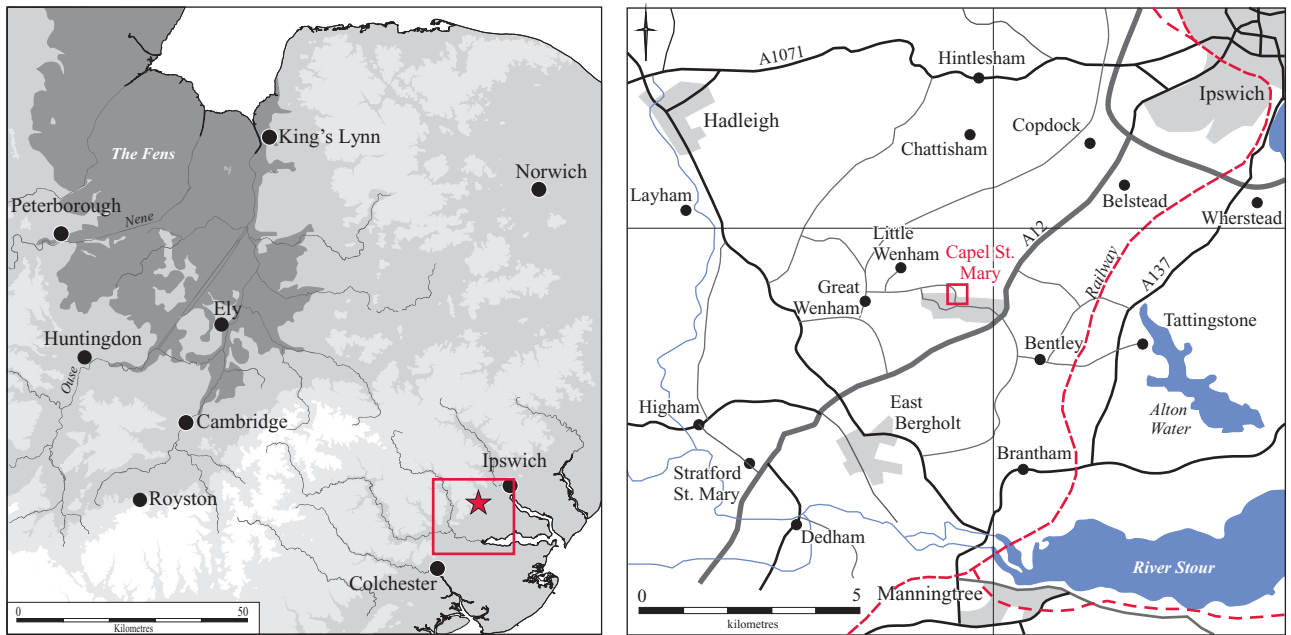 King's Lynn
The Fens
Norwich
Peterborough
Nene
Ely
Huntingdon
Ouse
Cambridge
Ipswich
Royston
Colchester
0 50
Kilometres
A1071
Hintlesham
Ipswich
Hadleigh
Copdock
Chattisham
Layham
Belstead
Wherstead
Little
Wenham
A12
Capel St.
Mary
Railway
A137
Great
Wenham
Tattingstone
Bentley
East
Bergholt
Higham
Alton
Water
Brantham
Stratford
St. Mary
Dedham
River Stour
Manningtree
0 5
kilometres